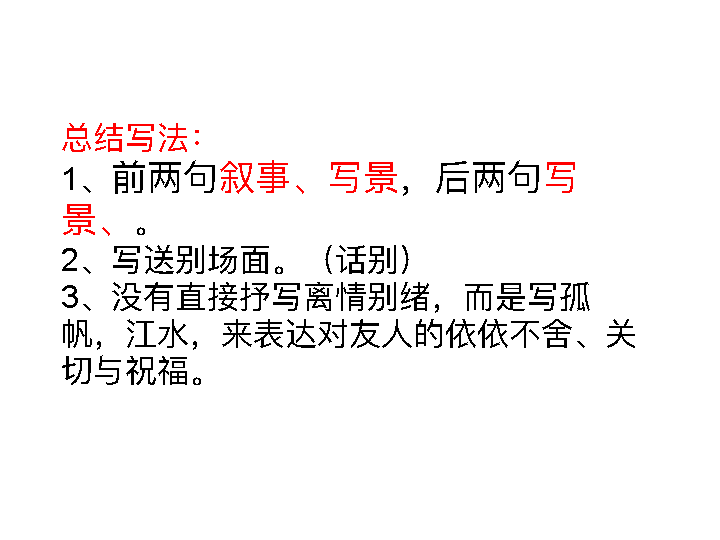 总结写法：
1、前两句叙事、写景，后两句写
景、。
2、写送别场面。（话别）
3、没有直接抒写离情别绪，而是写孤
帆，江水，来表达对友人的依依不舍、关
切与祝福。